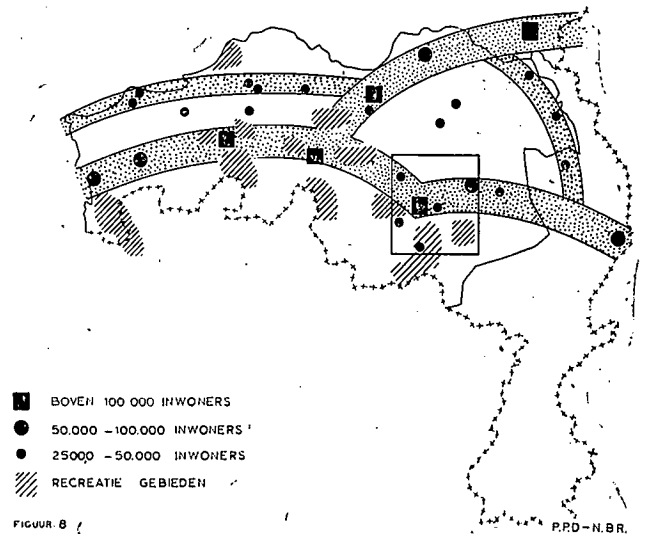 BOVEN 100 000 INWONERS
50.000 - 100.000 INWONERS
25000 - 50.000 INWONERS
RECREATIE GEBIEDEN
FIGUUR 8
P.P.D - N.BR.